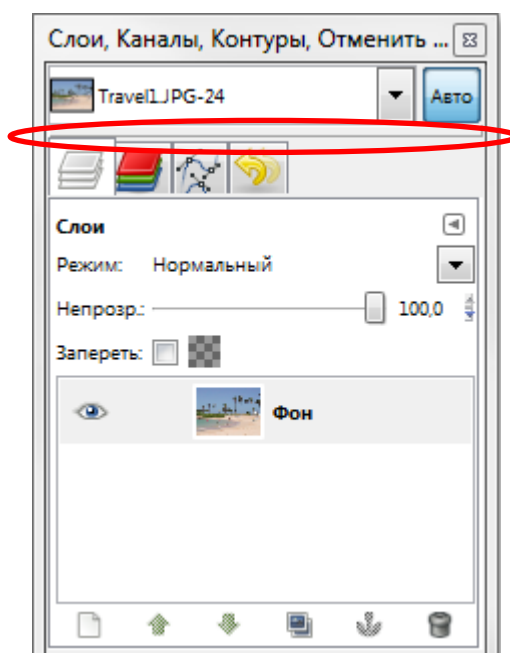 Слои, Каналы, Контуры, Отменить ...
Travel1.JPG-24
Авто
Слои
Режим: Нормальный
Непрозр.: 100,0
Запереть:
Фон